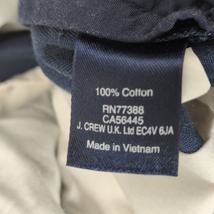 100% Cotton
RN77388
CA56445
J. CREW U.K. Ltd EC4V 6JA
Made in Vietnam